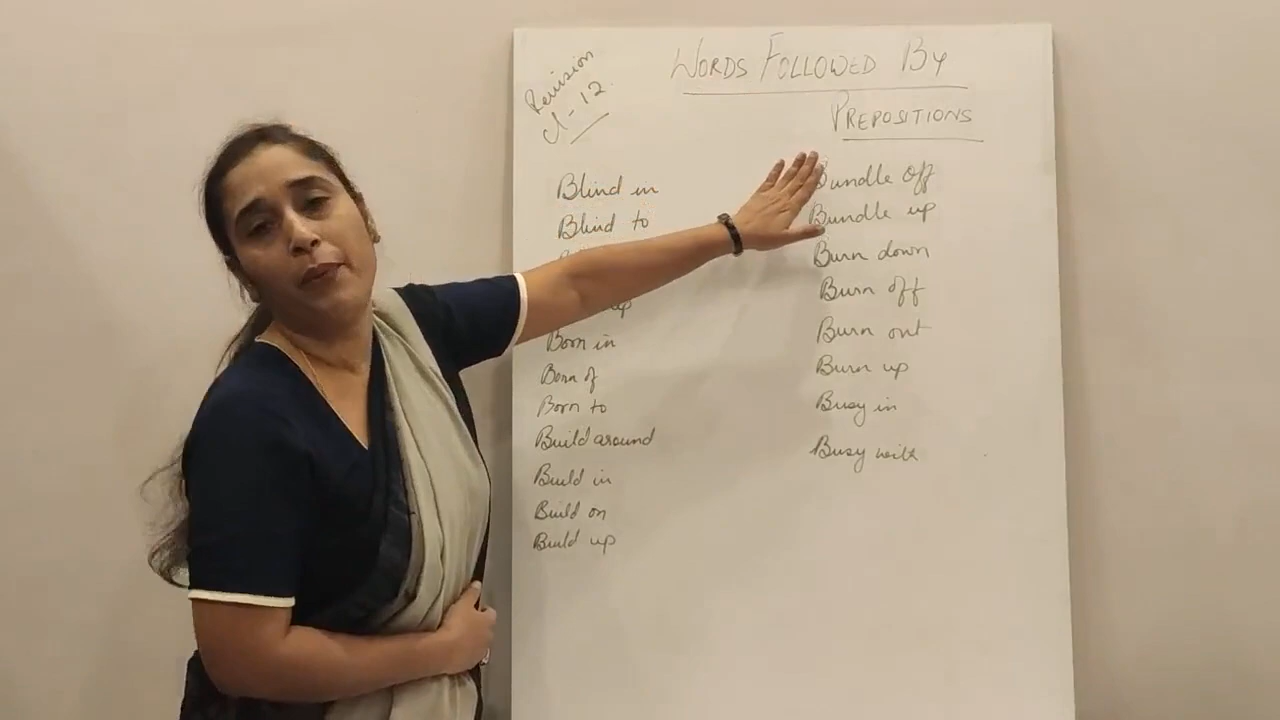 Revision
cl-12
WORDS FOLLOWED BY
PREPOSITIONS
Blind in
Blind to
up
Born in
Born of
Born to
Build around
Build in
Build on
Build up
Bundle off
Bundle up
Burn down
Burn off
Burn out
Burn up
Busy in
Busy with